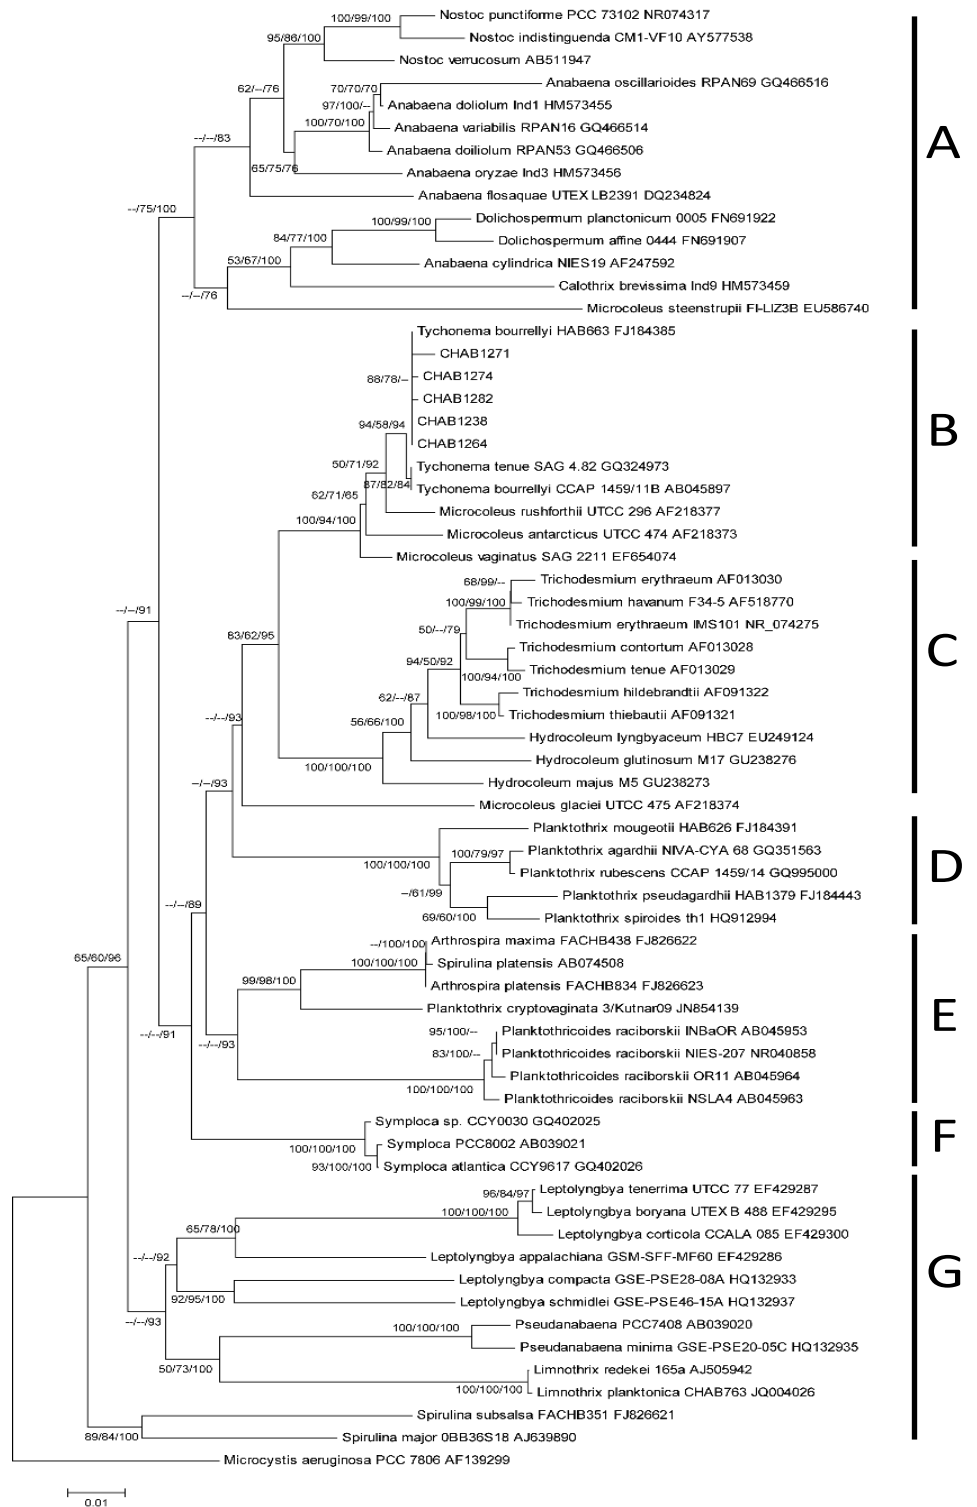 Nostoc punctiforme PCC 73102 NR074317
100/99/100
Nostoc indistinguenda CM1-VF10 AY577538
95/86/100
Nostoc verrucosum AB511947
Anabaena oscillarioides RPAN69 GQ466516
62/--/76
70/70/70
Anabaena doliolum Ind1 HM573455
97/100/--
Anabaena variabilis RPAN16 GQ466514
100/70/100
--/--/83
Anabaena doiliolum RPAN53 GQ466506
A
65/75/76
Anabaena oryzae Ind3 HM573456
Anabaena flosaquae UTEX LB2391 DQ234824
--/75/100
Dolichospermum planctonicum 0005 FN691922
100/99/100
Dolichospermum affine 0444 FN691907
84/77/100
Anabaena cylindrica NIES19 AF247592
53/67/100
Calothrix brevissima Ind9 HM573459
--/--/76
Microcoleus steenstrupii FI-LIZ3B EU586740
Tychonema bourrellyi HAB663 FJ184385
CHAB1271
88/78/--
CHAB1274
CHAB1282
CHAB1238
94/58/94
B
CHAB1264
50/71/92
Tychonema tenue SAG 4.82 GQ324973
87/82/84
Tychonema bourrellyi CCAP 1459/11B AB045897
62/71/65
Microcoleus rushforthii UTCC 296 AF218377
100/94/100
Microcoleus antarcticus UTCC 474 AF218373
Microcoleus vaginatus SAG 2211 EF654074
68/99/--
Trichodesmium erythraeum AF013030
100/99/100
Trichodesmium havanum F34-5 AF518770
--/--/91
Trichodesmium erythraeum IMS101 NR_074275
83/62/95
50/--/79
Trichodesmium contortum AF013028
C
94/50/92
Trichodesmium tenue AF013029
100/94/100
62/--/87
Trichodesmium hildebrandtii AF091322
56/66/100
100/98/100
Trichodesmium thiebautii AF091321
--/--/93
Hydrocoleum lyngbyaceum HBC7 EU249124
Hydrocoleum glutinosum M17 GU238276
100/100/100
Hydrocoleum majus M5 GU238273
--/--/93
Microcoleus glaciei UTCC 475 AF218374
Planktothrix mougeotii HAB626 FJ184391
100/79/97
Planktothrix agardhii NIVA-CYA 68 GQ351563
100/100/100
Planktothrix rubescens CCAP 1459/14 GQ995000
D
--/61/99
Planktothrix pseudagardhii HAB1379 FJ184443
--/--/89
69/60/100
Planktothrix spiroides th1 HQ912994
--/100/100
Arthrospira maxima FACHB438 FJ826622
65/60/96
100/100/100
Spirulina platensis AB074508
99/98/100
Arthrospira platensis FACHB834 FJ826623
Planktothrix cryptovaginata 3/Kutnar09 JN854139
E
95/100/--
Planktothricoides raciborskii INBaOR AB045953
--/--/91
--/--/93
83/100/--
Planktothricoides raciborskii NIES-207 NR040858
Planktothricoides raciborskii OR11 AB045964
100/100/100
Planktothricoides raciborskii NSLA4 AB045963
Symploca sp. CCY0030 GQ402025
F
100/100/100
Symploca PCC8002 AB039021
93/100/100
Symploca atlantica CCY9617 GQ402026
96/84/97
Leptolyngbya tenerrima UTCC 77 EF429287
100/100/100
Leptolyngbya boryana UTEX B 488 EF429295
65/78/100
Leptolyngbya corticola CCALA 085 EF429300
--/--/92
Leptolyngbya appalachiana GSM-SFF-MF60 EF429286
G
Leptolyngbya compacta GSE-PSE28-08A HQ132933
92/95/100
Leptolyngbya schmidlei GSE-PSE46-15A HQ132937
--/--/93
100/100/100
Pseudanabaena PCC7408 AB039020
Pseudanabaena minima GSE-PSE20-05C HQ132935
50/73/100
Limnothrix redekei 165a AJ505942
100/100/100
Limnothrix planktonica CHAB763 JQ004026
Spirulina subsalsa FACHB351 FJ826621
89/84/100
Spirulina major 0BB36S18 AJ639890
Microcystis aeruginosa PCC 7806 AF139299
0.01